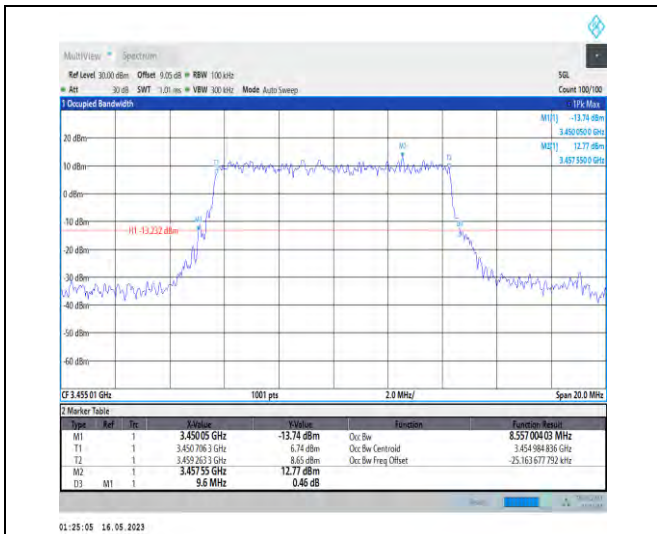 MultiView Spectrum
Ref Level 30.00 dBm Offset 9.05 dB RBW 100 kHz SGL
Att 30 dB SWT 1.01 ms VBW 300 kHz Mode Auto Sweep Count 100/100
1 Occupied Bandwidth 1Pk Max
M1[1] -13.74 dBm
3.450 050 0 GHz
M2[1] 12.77 dBm
3.457 550 0 GHz
20 dBm
10 dBm
0 dBm
-10 dBm
H1 -13.232 dBm
-20 dBm
-30 dBm
-40 dBm
-50 dBm
-60 dBm
T1
M2
T2
M1
CF 3.455 01 GHz 1001 pts 2.0 MHz/ Span 20.0 MHz
2 Marker Table
Type Ref Trc X-Value Y-Value Function Function Result
M1 1 3.45005 GHz -13.74 dBm Occ Bw 8.557 004 03 MHz
T1 1 3.450 706 3 GHz 6.74 dBm Occ Bw Centroid 3.454 984 836 GHz
T2 1 3.459 263 3 GHz 8.65 dBm Occ Bw Freq Offset -25.163 677 792 kHz
M2 1 3.457 55 GHz 12.77 dBm
D3 M1 1 9.6 MHz 0.46 dB
01:25:05 16.05.2023